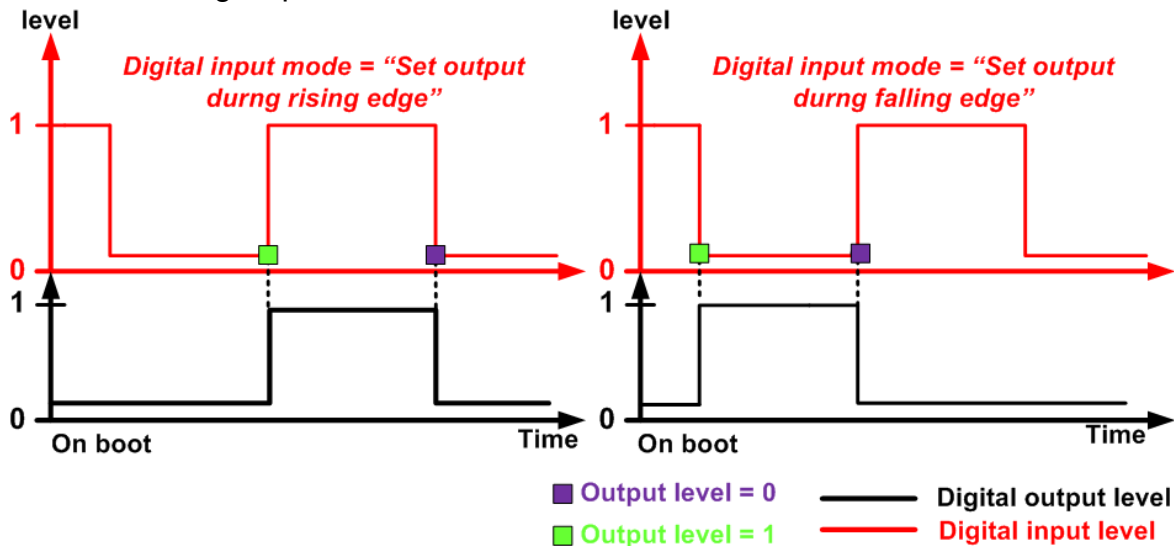 level
Digital input mode = “Set output
durng rising edge”
1
0
1
0
On boot
Time
level
Digital input mode = “Set output
durng falling edge”
1
0
1
0
On boot
Time
Output level = 0
Output level = 1
Digital output level
Digital input level